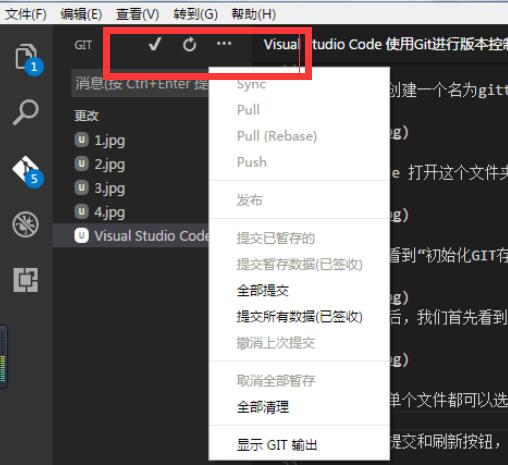 文件(F) 编辑(E) 查看(V) 转到(G) 帮助(H)
GIT
Visual Studio Code 使用Git进行版本控制
1
消息(按 Ctrl+Enter 提
更改
U 1.jpg
U 2.jpg
U 3.jpg
U 4.jpg
U Visual Studio Code
5
Sync
Pull
Pull (Rebase)
Push
发布
提交已暂存的
提交暂存数据(已签收)
全部提交
提交所有数据(已签收)
撤消上次提交
取消全部暂存
全部清理
显示 GIT 输出
创建一个名为gitt
pg)
e 打开这个文件夹
pg)
看到“初始化GIT存
pg)
后，我们首先看到
pg)
单个文件都可以选
提交和刷新按钮，